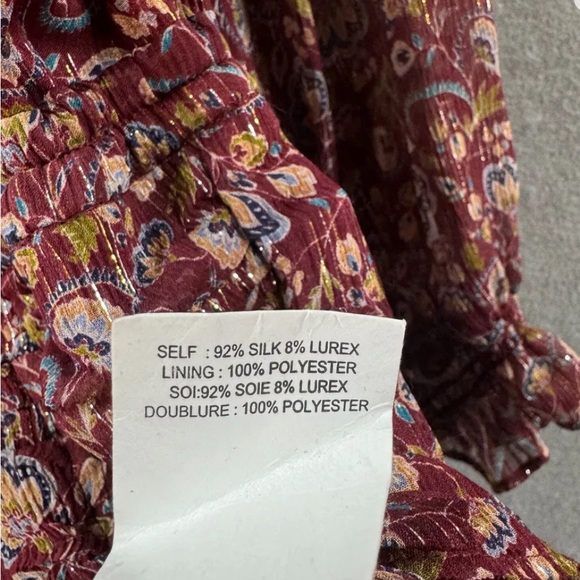 SELF : 92% SILK 8% LUREX
LINING : 100% POLYESTER
SOI:92% SOIE 8% LUREX
DOUBLURE : 100% POLYESTER